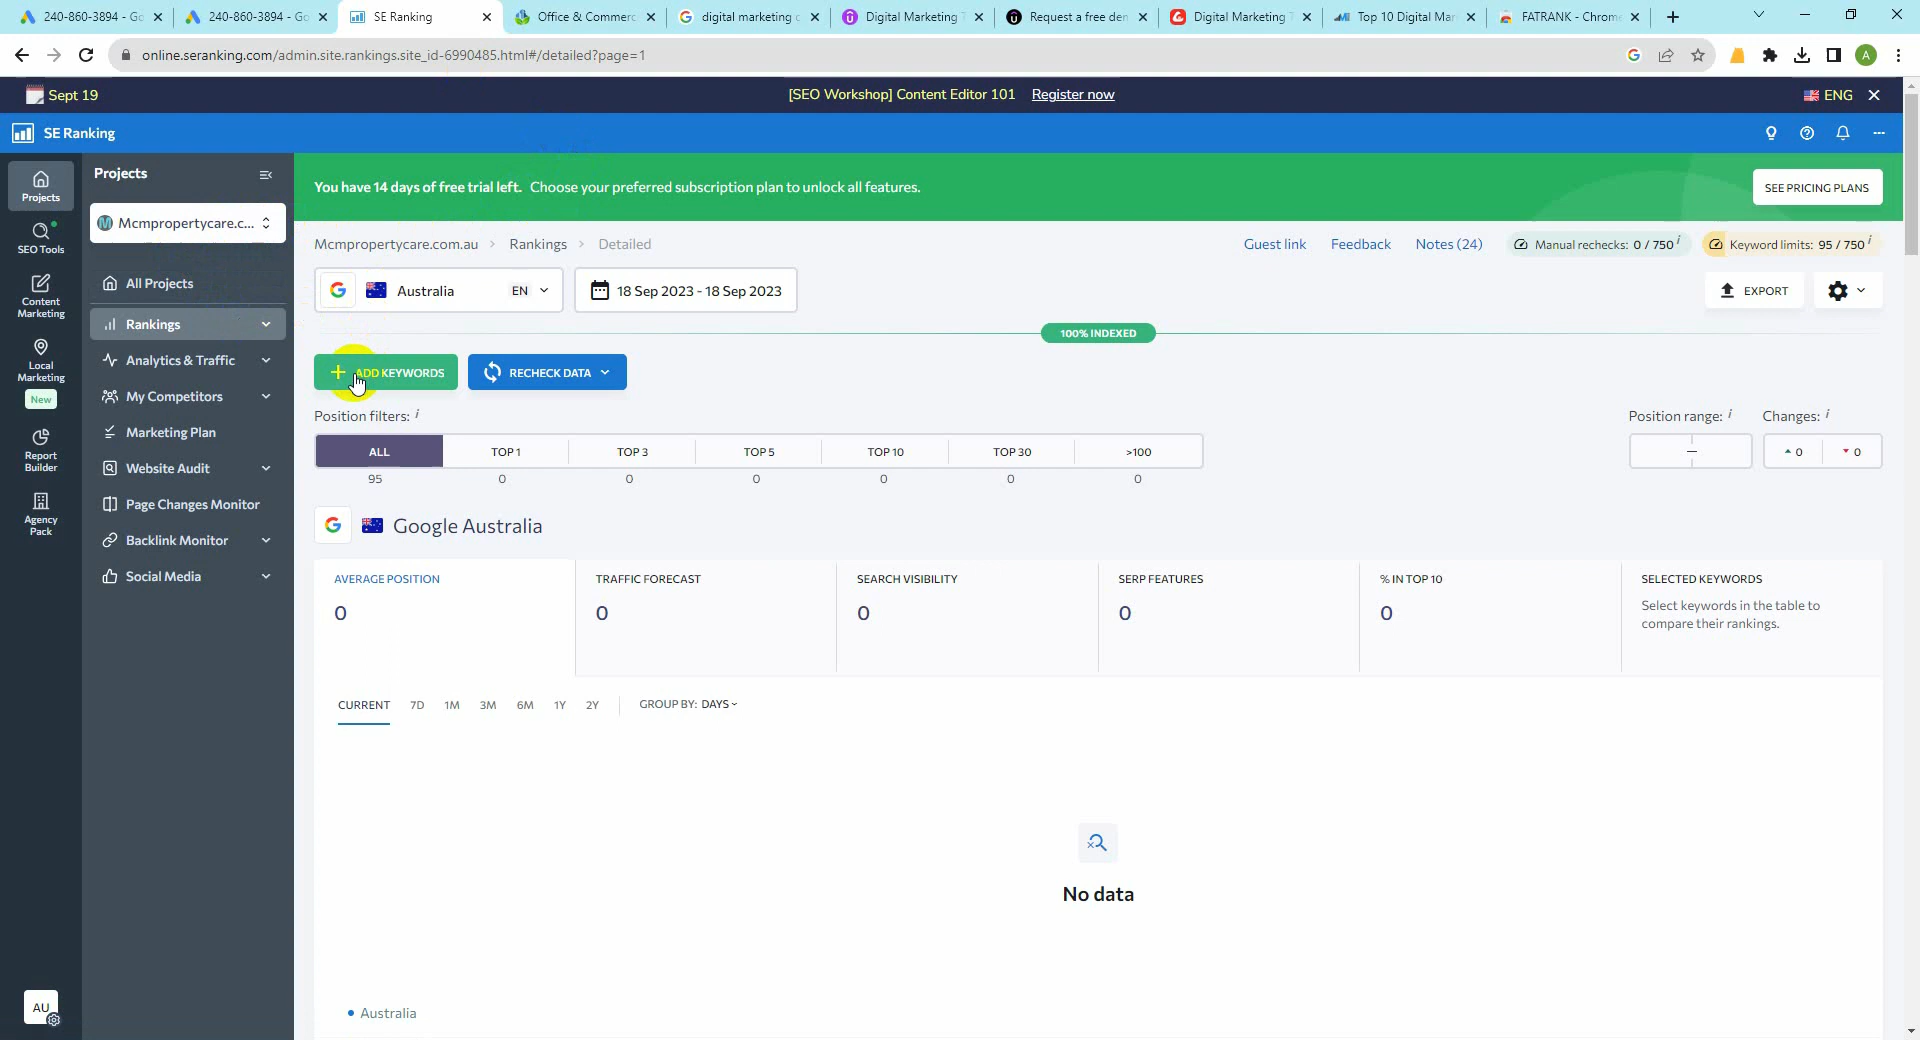 240-860-3894 - Go
240-860-3894 - Go
SE Ranking
Office & Commerc
digital marketing c
Digital Marketing T
Request a free den
Digital Marketing T
Top 10 Digital Mar
FATRANK - Chrom
online.seranking.com/admin.site.rankings.site_id-6990485.html#/detailed?page=1
A
Sept 19
[SEO Workshop] Content Editor 101 Register now
ENG
SE Ranking
Projects
SEO Tools
Content
Marketing
Local
Marketing
New
Report
Builder
Agency
Pack
AU
Projects
Mcmpropertycare.c...
All Projects
Rankings
Analytics & Traffic
My Competitors
Marketing Plan
Website Audit
Page Changes Monitor
Backlink Monitor
Social Media
You have 14 days of free trial left. Choose your preferred subscription plan to unlock all features.
SEE PRICING PLANS
Mcmpropertycare.com.au > Rankings > Detailed
Guest link
Feedback
Notes (24)
Manual rechecks: 0 / 750 i
Keyword limits: 95 / 750 i
Australia EN
18 Sep 2023 - 18 Sep 2023
EXPORT
100% INDEXED
ADD KEYWORDS
RECHECK DATA
Position filters: i
Position range: i
Changes: i
ALL
TOP 1
TOP 3
TOP 5
TOP 10
TOP 30
>100
—
0
0
95
0
0
0
0
0
0
Google Australia
AVERAGE POSITION
0
TRAFFIC FORECAST
0
SEARCH VISIBILITY
0
SERP FEATURES
0
% IN TOP 10
0
SELECTED KEYWORDS
Select keywords in the table to
compare their rankings.
CURRENT 7D 1M 3M 6M 1Y 2Y
GROUP BY: DAYS
No data
Australia